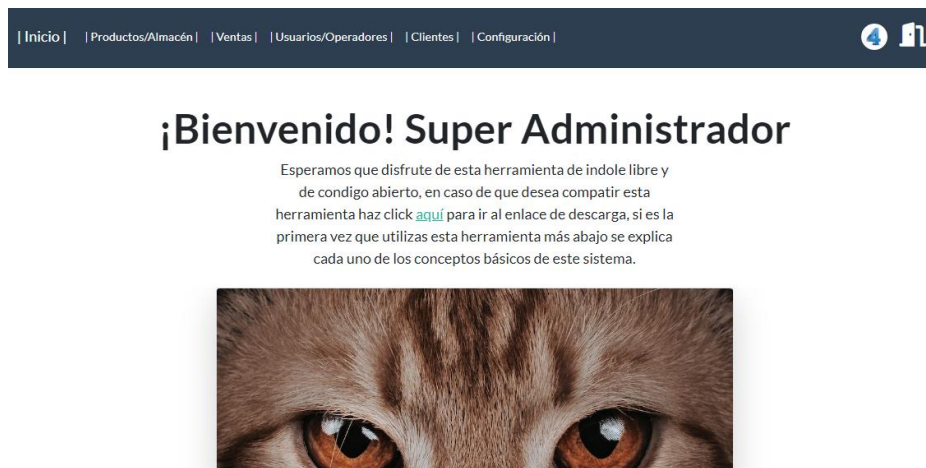 | Inicio | | Productos/Almacén | | Ventas | | Usuarios/Operadores | | Clientes | | Configuración |
4
¡Bienvenido! Super Administrador
Esperamos que disfrute de esta herramienta de indole libre y
de condigo abierto, en caso de que desea compatir esta
herramienta haz click aquí para ir al enlace de descarga, si es la
primera vez que utilizas esta herramienta más abajo se explica
cada uno de los conceptos básicos de este sistema.